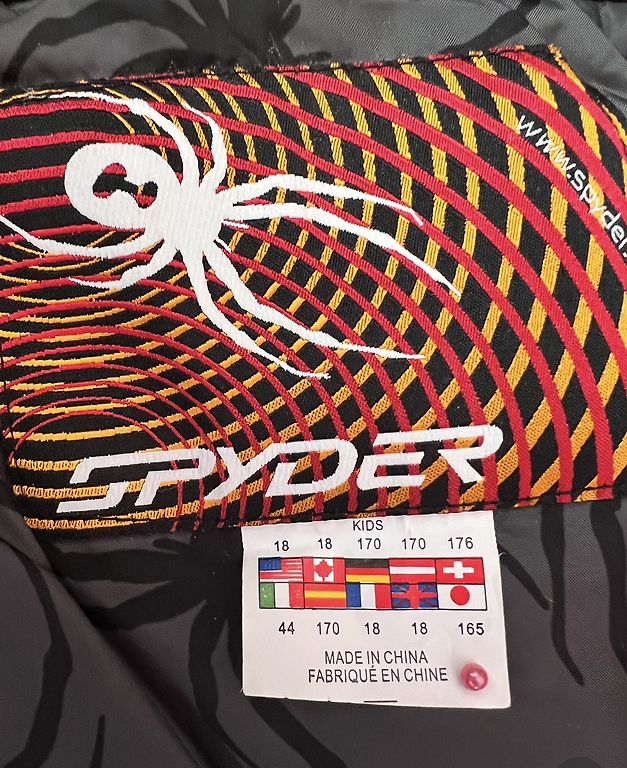 www.spyder.
SPYDER
KIDS
18 18 170 170 176
44 170 18 18 165
MADE IN CHINA
FABRIQUÉ EN CHINE